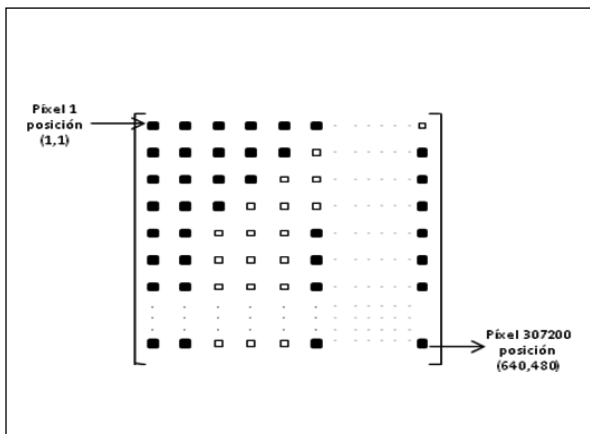 Píxel 1
posición
(1,1)
Píxel 307200
posición
(640,480)